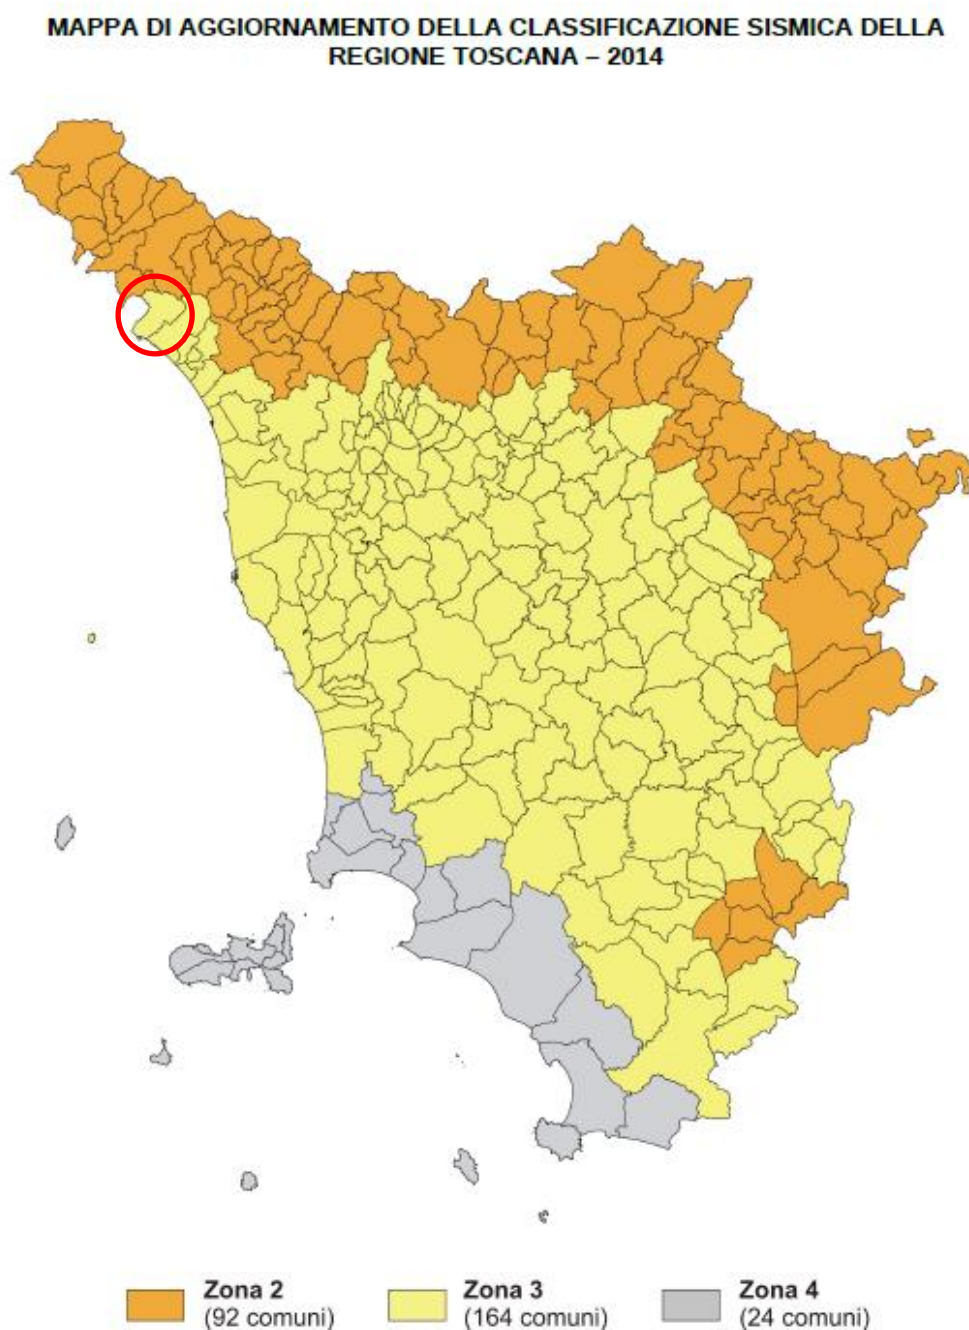 MAPPA DI AGGIORNAMENTO DELLA CLASSIFICAZIONE SISMICA DELLA
REGIONE TOSCANA – 2014
Zona 2
(92 comuni)
Zona 3
(164 comuni)
Zona 4
(24 comuni)